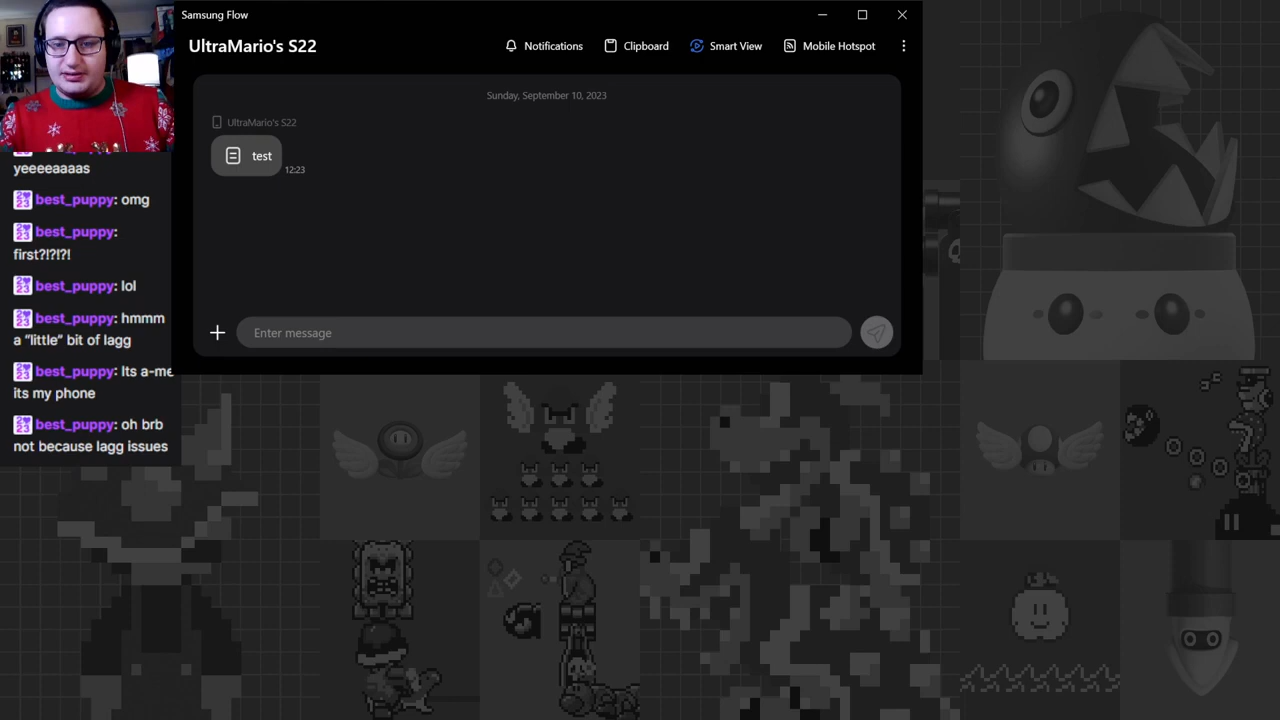 Samsung Flow
UltraMario's S22
Notifications
Clipboard
Smart View
Mobile Hotspot
Sunday, September 10, 2023
UltraMario's S22
test
12:23
Enter message
yeeeeaaaas
best_puppy: omg
best_puppy:
first?!?!?!
best_puppy: lol
best_puppy: hmmm
a “little” bit of lagg
best_puppy: Its a-me
its my phone
best_puppy: oh brb
not because lagg issues